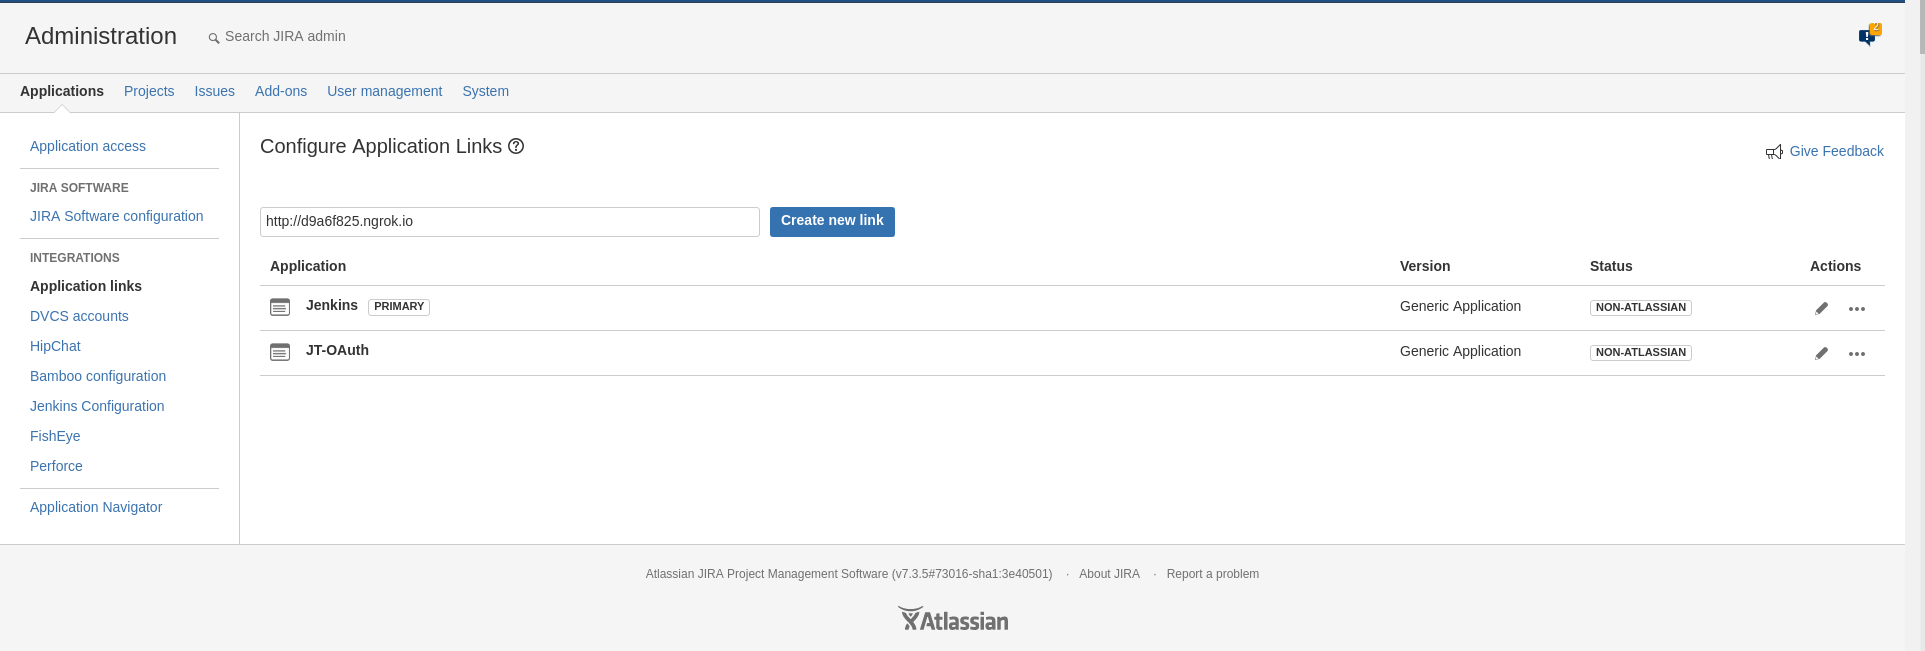 Administration
Search JIRA admin
2
Applications Projects Issues Add-ons User management System
Application access
JIRA SOFTWARE
JIRA Software configuration
INTEGRATIONS
Application links
DVCS accounts
HipChat
Bamboo configuration
Jenkins Configuration
FishEye
Perforce
Application Navigator
Configure Application Links ?
Give Feedback
http://d9a6f825.ngrok.io Create new link
Application Version Status Actions
Jenkins PRIMARY Generic Application NON-ATLASSIAN
JT-OAuth Generic Application NON-ATLASSIAN
Atlassian JIRA Project Management Software (v7.3.5#73016-sha1:3e40501) · About JIRA · Report a problem
Atlassian